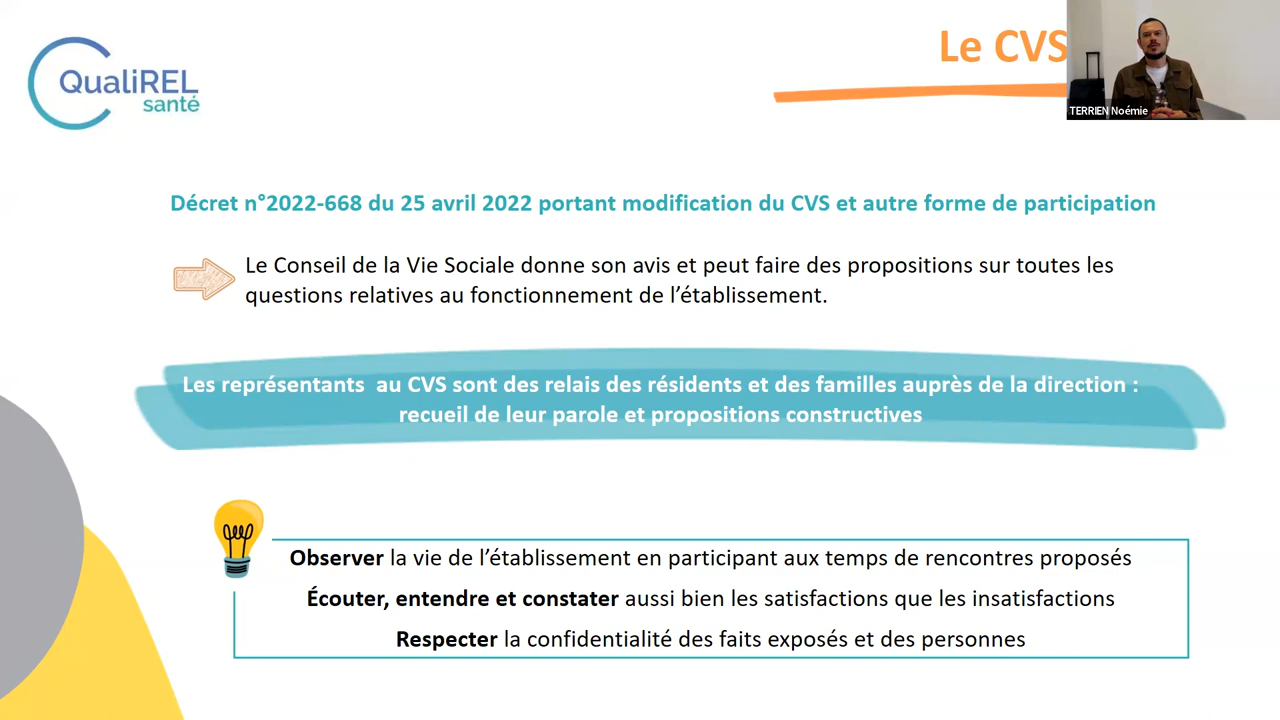 QualiREL
santé
Le CVS
TERRIEN Noémie
Décret n°2022-668 du 25 avril 2022 portant modification du CVS et autre forme de participation
Le Conseil de la Vie Sociale donne son avis et peut faire des propositions sur toutes les
questions relatives au fonctionnement de l’établissement.
Les représentants au CVS sont des relais des résidents et des familles auprès de la direction :
recueil de leur parole et propositions constructives
Observer la vie de l’établissement en participant aux temps de rencontres proposés
Écouter, entendre et constater aussi bien les satisfactions que les insatisfactions
Respecter la confidentialité des faits exposés et des personnes